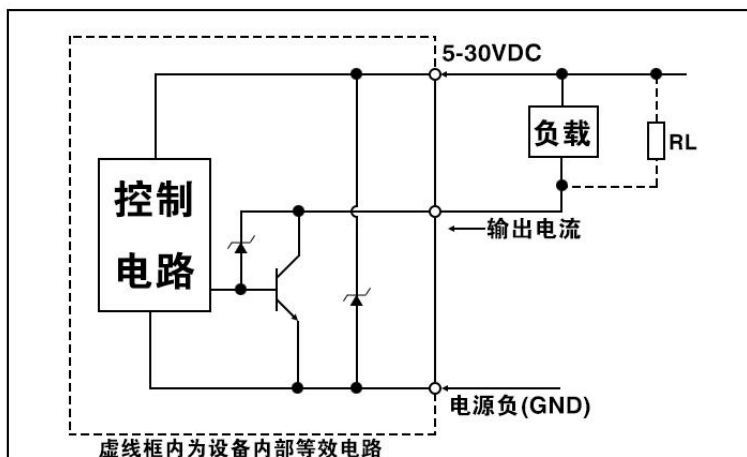 5-30VDC
负载
RL
控制
电路
输出电流
电源负(GND)
虚线框内为设备内部等效电路